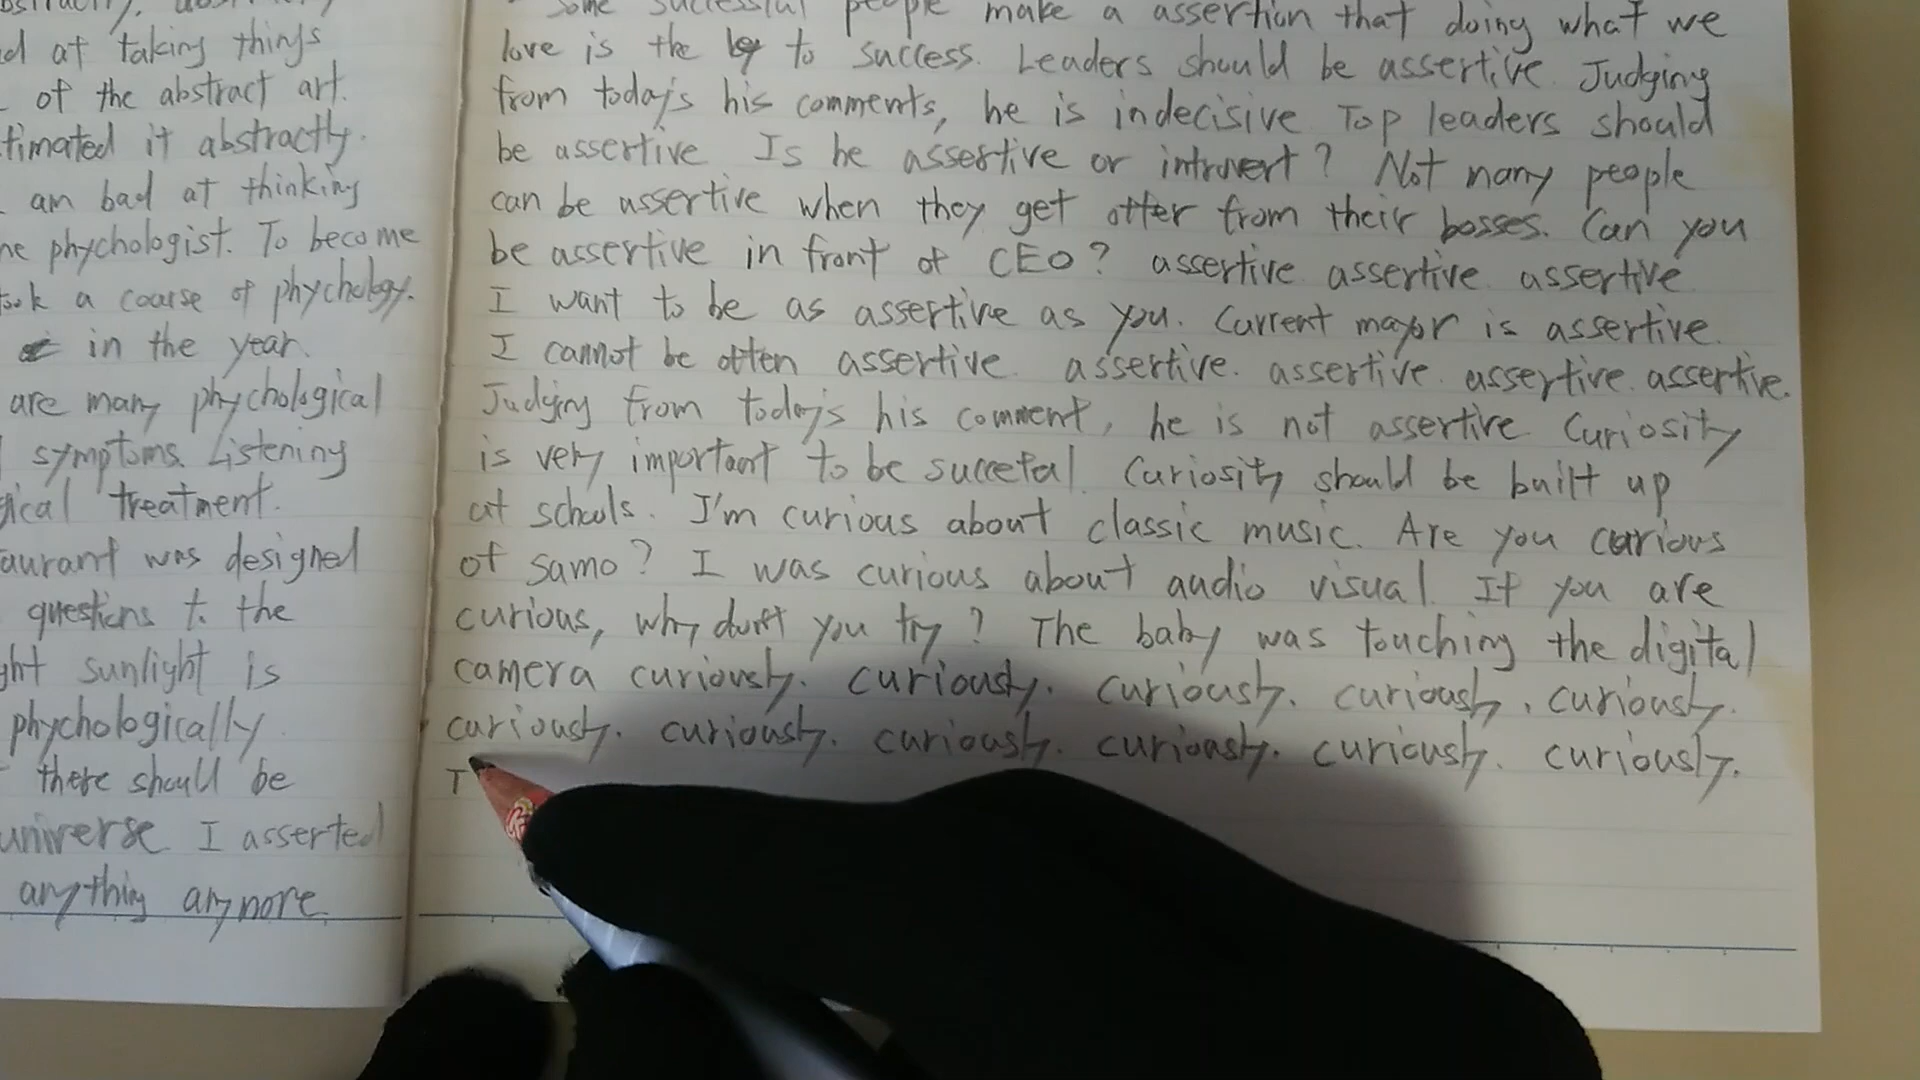 d at taking things
of the abstract art.
timated it abstractly.
am bad at thinking
ne phychologist. To become
ook a course of phychology.
in the year.
are many phychological
symptoms. Listening
gical treatment.
aurant was designed
questions to the
ght sunlight is
phychologically
there should be
universe I asserted
anything anymore.
Some successful people make a assertion that doing what we
love is the to success. Leaders should be assertive. Judging
from today's his comments, he is indecisive Top leaders should
be assertive Is he assertive or introvert? Not many people
can be assertive when they get offer from their bosses. Can you
be assertive in front of CEO? assertive assertive assertive
I want to be as assertive as you. Current mayor is assertive.
I cannot be often assertive. assertive. assertive. assertive. assertive.
Judging from today's his comment, he is not assertive Curiosity
is very important to be succeful. Curiosity should be built up
at schools. I'm curious about classic music. Are you curious
of samo? I was curious about audio visual. If you are
curious, why don't you try? The baby was touching the digital
camera curiously. curiously. curiously. curiously. curiously.
curiously. curiously. curiously. curiously. curiously. curiously.
T